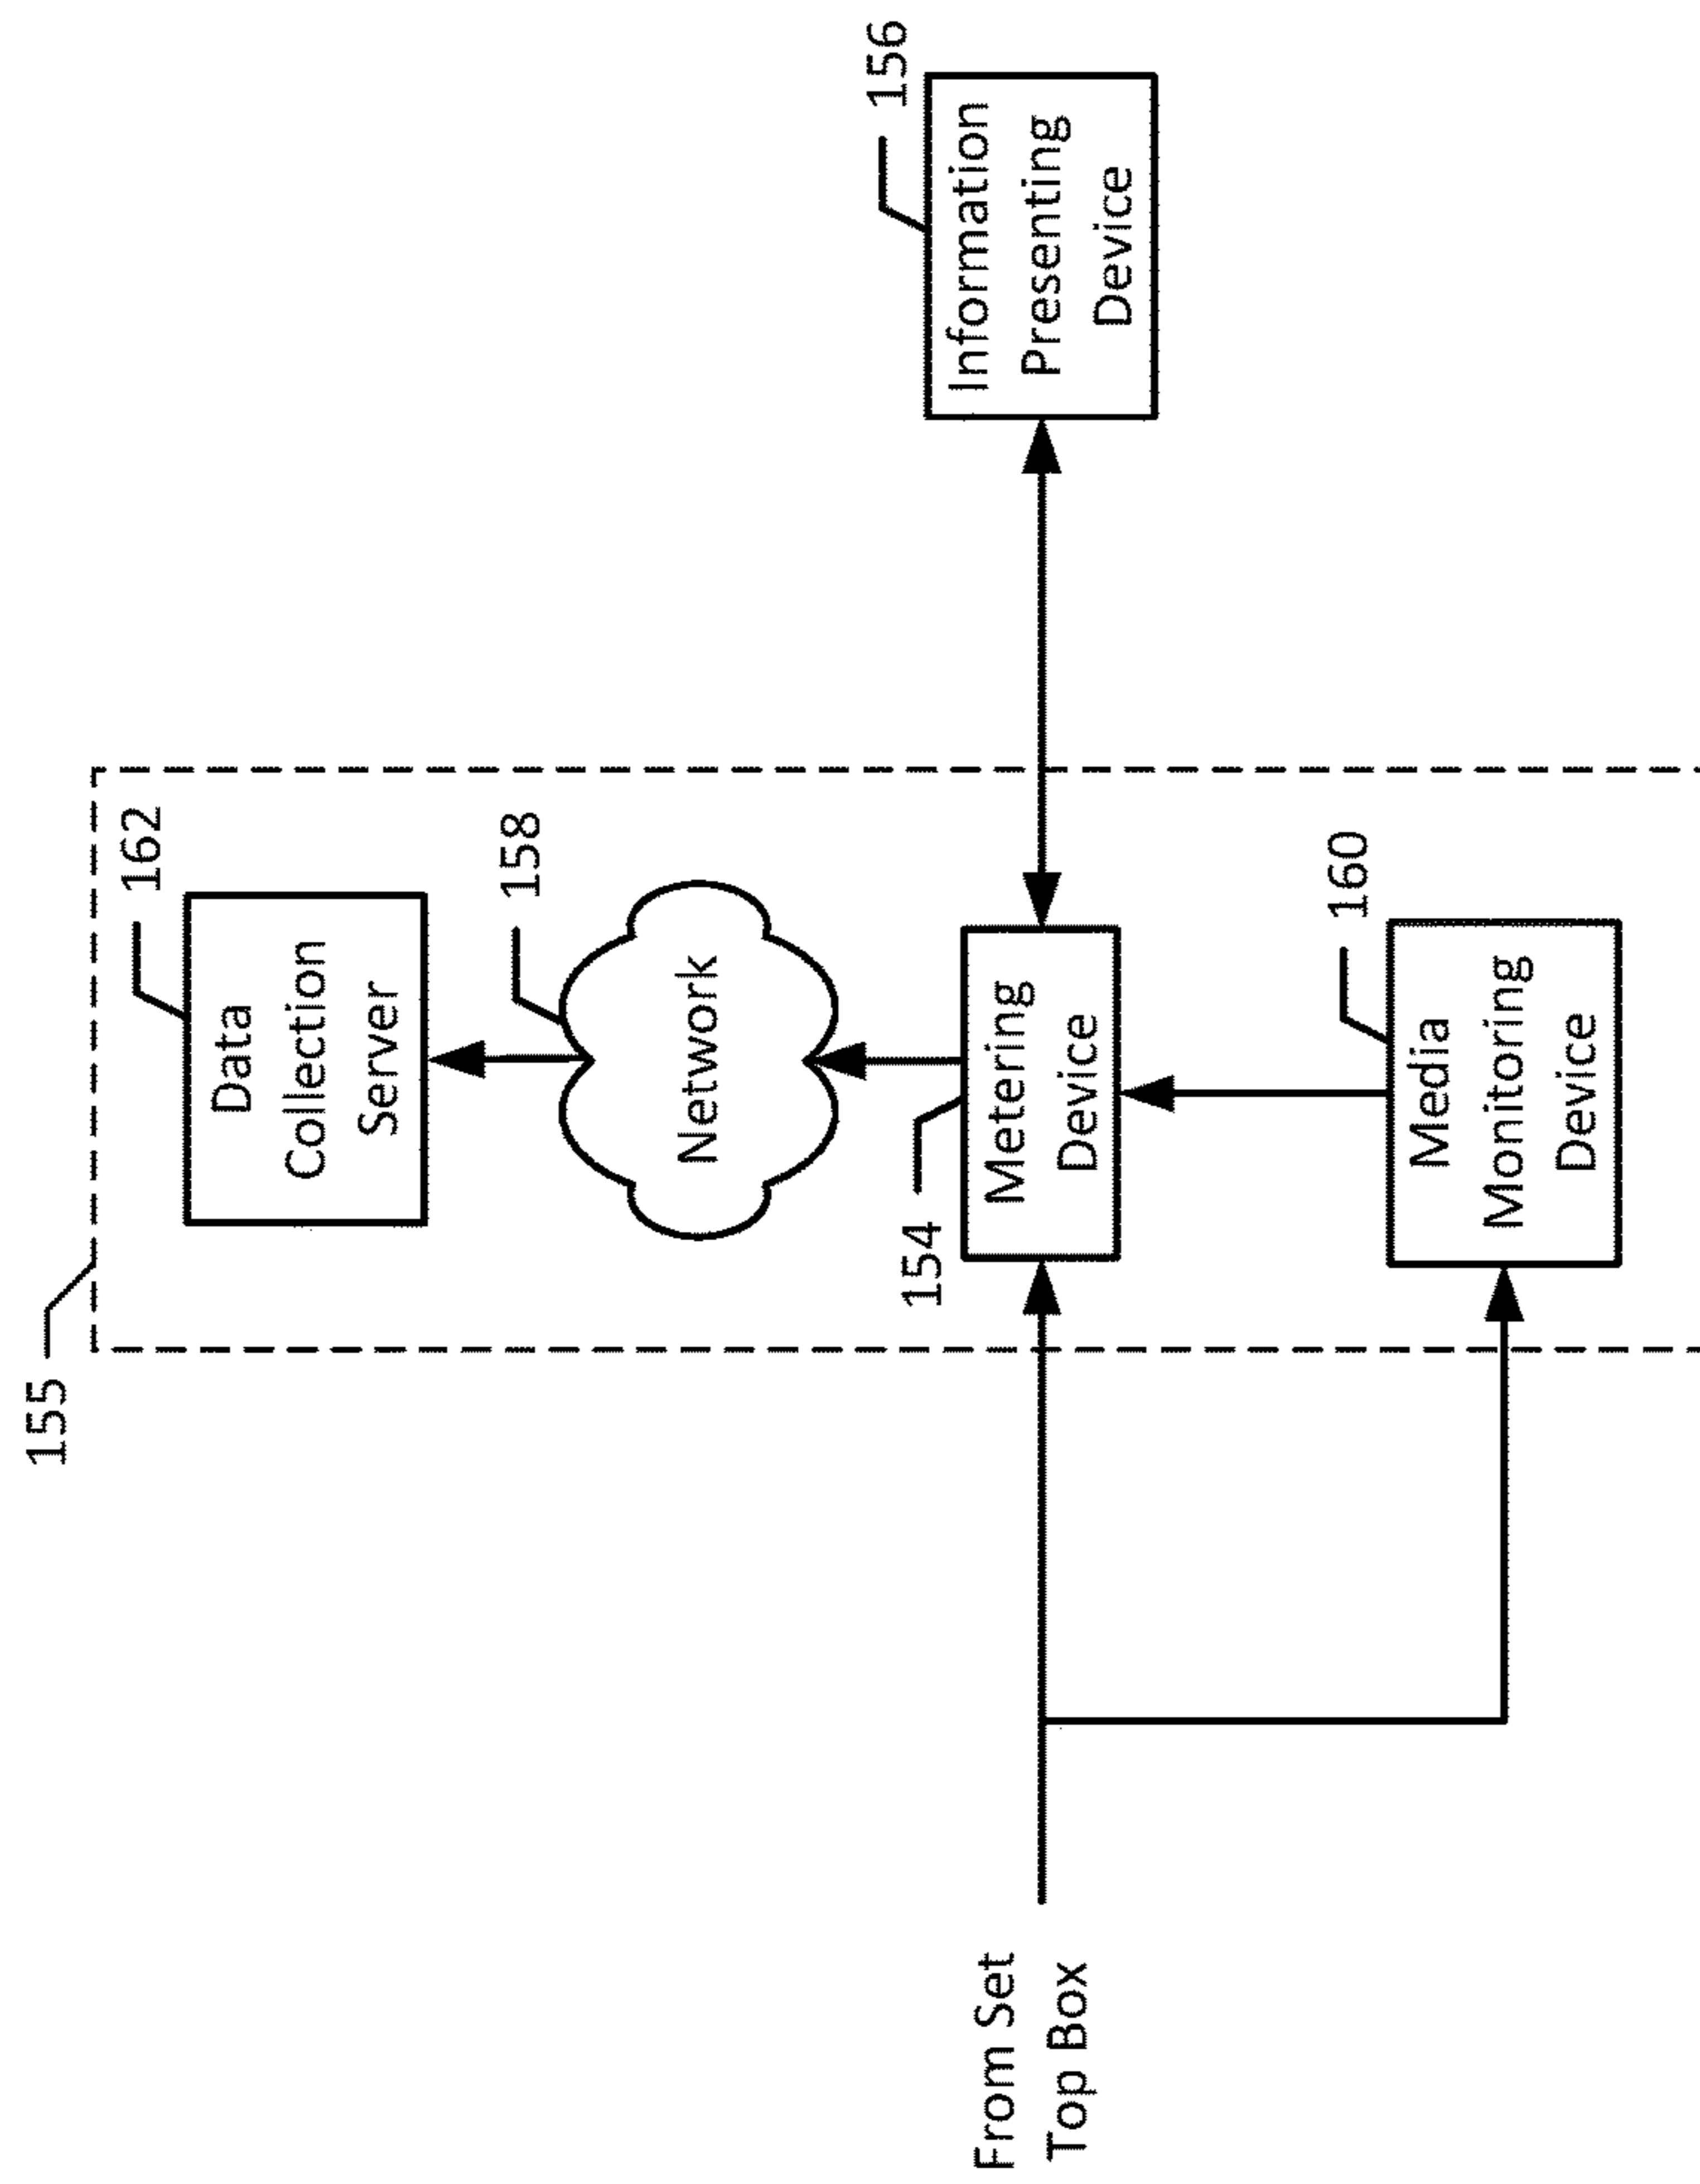 155
162
Data
Collection
Server
158
Network
154
Metering
Device
156
Information
Presenting
Device
From Set
Top Box
160
Media
Monitoring
Device